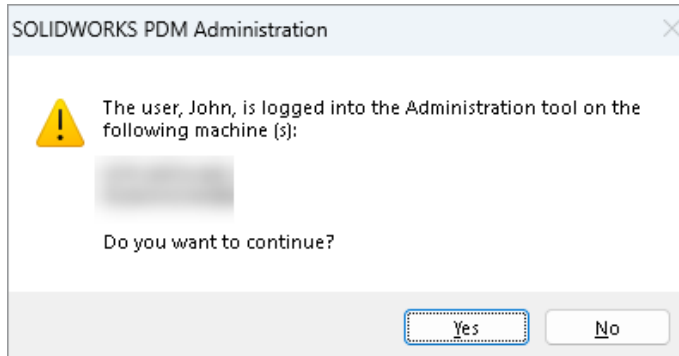 SOLIDWORKS PDM Administration
The user, John, is logged into the Administration tool on the
following machine (s):
Do you want to continue?
Yes
No